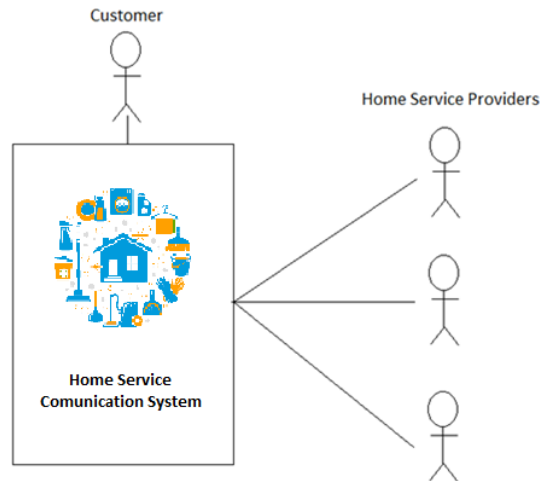 Customer
Home Service Providers
Home Service
Comunication System